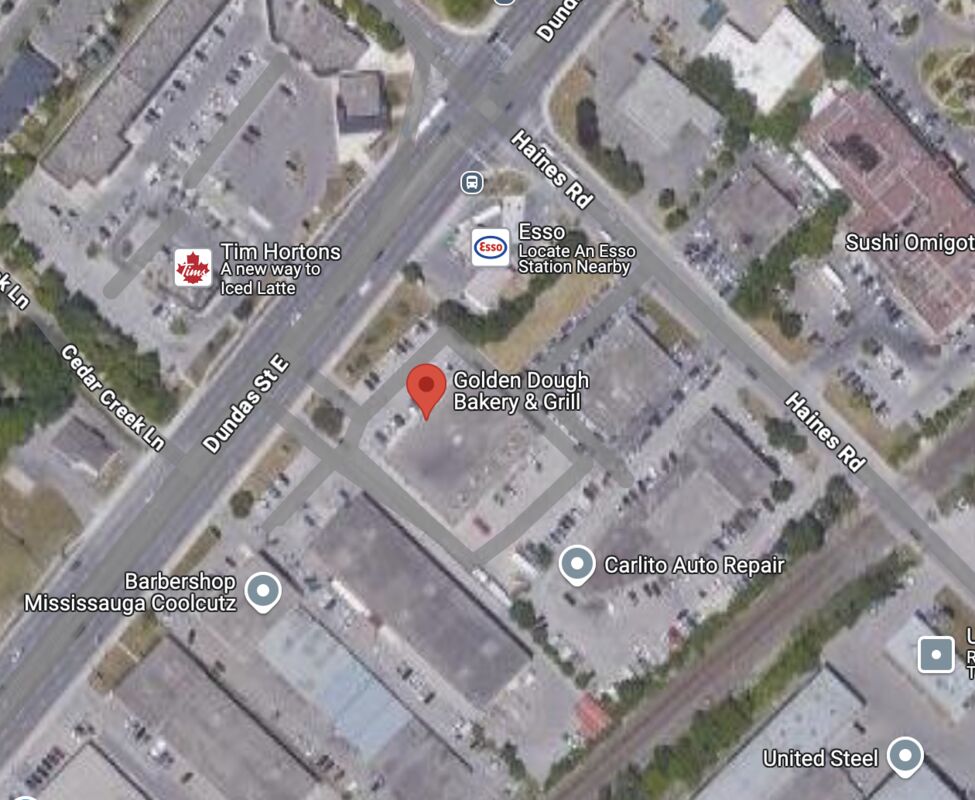 Dund
Haines Rd
Esso
Esso
Locate An Esso
Station Nearby
Sushi Omigot
Tims
Tim Hortons
A new way to
Iced Latte
k Ln
Cedar Creek Ln
Dundas St E
Golden Dough
Bakery & Grill
Haines Rd
Carlito Auto Repair
Barbershop
Mississauga Coolcutz
U
R
T
United Steel